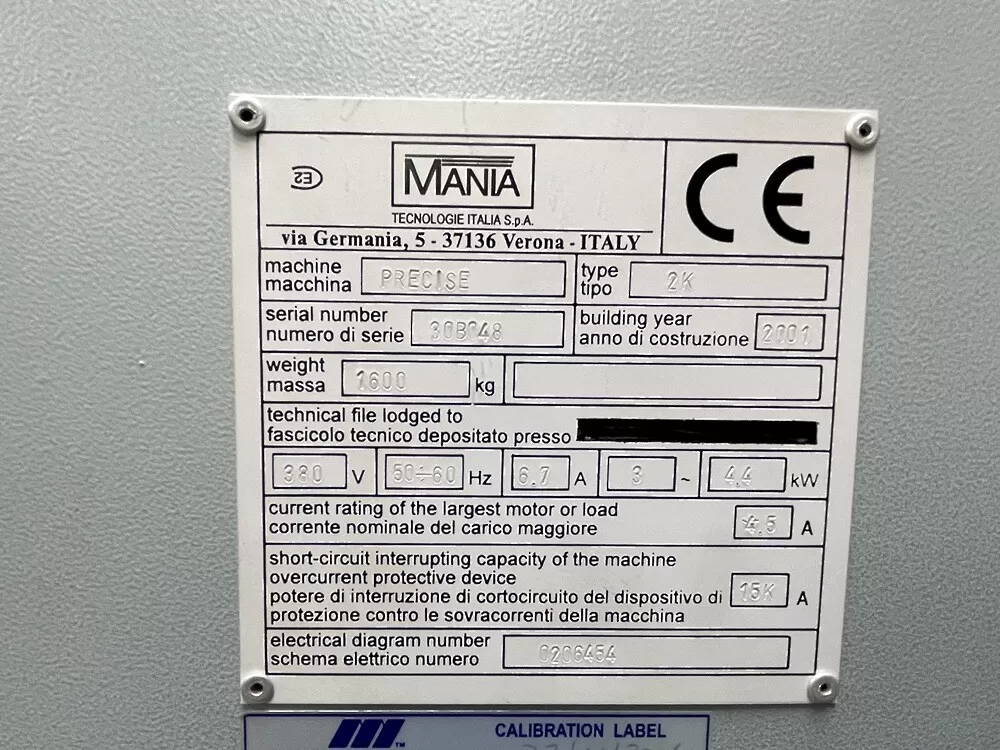 E2
MANIA
TECNOLOGIE ITALIA S.p.A.
via Germania, 5 - 37136 Verona - ITALY
CE
machine
macchina PRECISE
type
tipo 2K
serial number
numero di serie 30B048
building year
anno di costruzione 2001
weight
massa 1600 kg
technical file lodged to
fascicolo tecnico depositato presso
380 V 50÷60 Hz 6.7 A 3 ~ 4.4 kW
current rating of the largest motor or load
corrente nominale del carico maggiore 4.5 A
short-circuit interrupting capacity of the machine
overcurrent protective device
potere di interruzione di cortocircuito del dispositivo di
protezione contro le sovracorrenti della macchina 15K A
electrical diagram number
schema elettrico numero 0206454
CALIBRATION LABEL